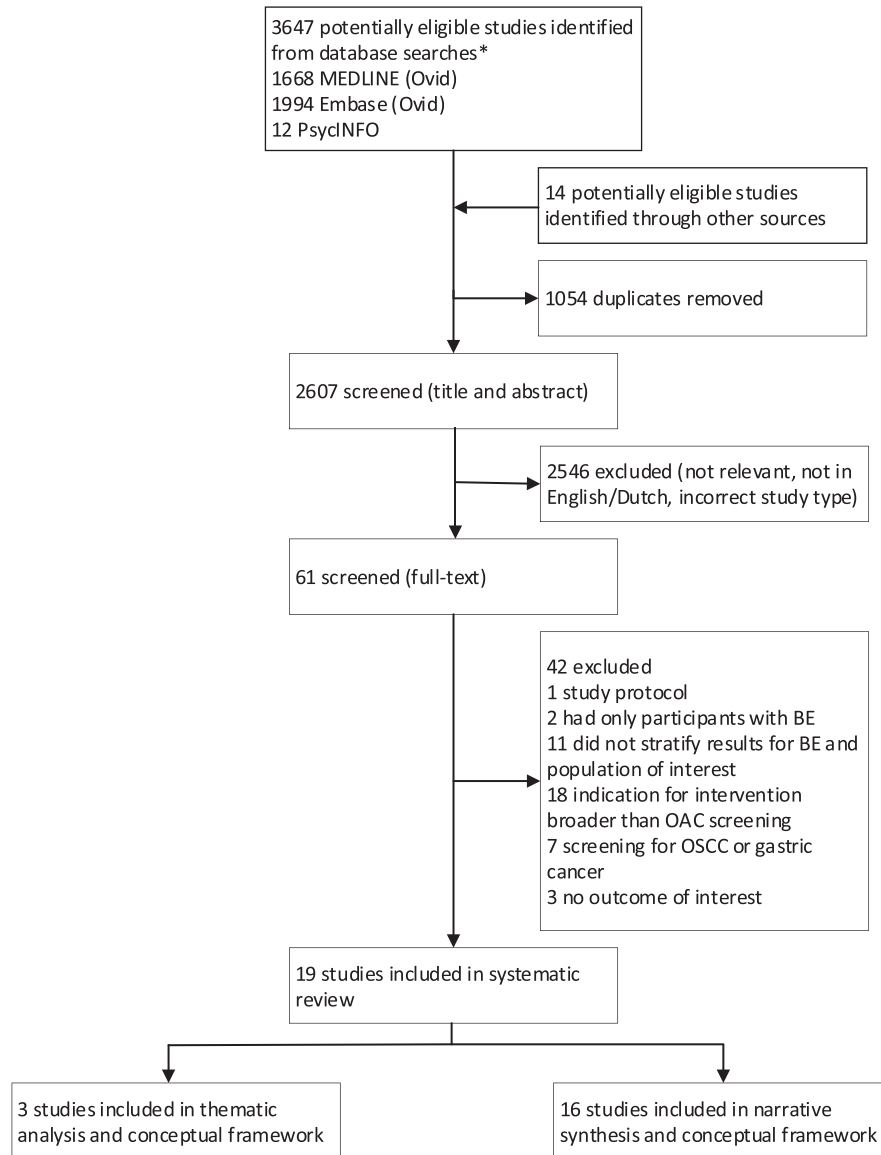 3647 potentially eligible studies identified
from database searches*
1668 MEDLINE (Ovid)
1994 Embase (Ovid)
12 PsycINFO
14 potentially eligible studies
identified through other sources
1054 duplicates removed
2607 screened (title and abstract)
2546 excluded (not relevant, not in
English/Dutch, incorrect study type)
61 screened (full-text)
42 excluded
1 study protocol
2 had only participants with BE
11 did not stratify results for BE and
population of interest
18 indication for intervention
broader than OAC screening
7 screening for OSCC or gastric
cancer
3 no outcome of interest
19 studies included in systematic
review
3 studies included in thematic
analysis and conceptual framework
16 studies included in narrative
synthesis and conceptual framework